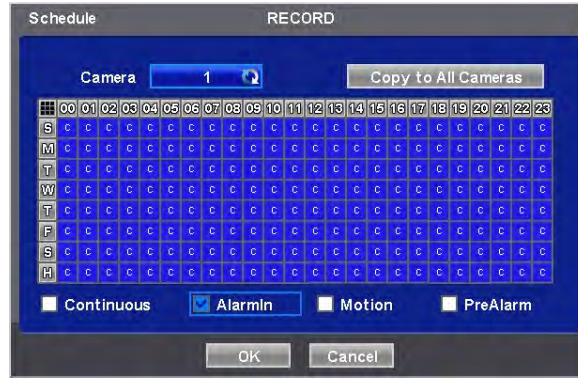 Schedule RECORD
Camera 1 Copy to All Cameras
00 01 02 03 04 05 06 07 08 09 10 11 12 13 14 15 16 17 18 19 20 21 22 23
S C C C C C C C C C C C C C C C C C C C C C C C C
M C C C C C C C C C C C C C C C C C C C C C C C C
T C C C C C C C C C C C C C C C C C C C C C C C C
W C C C C C C C C C C C C C C C C C C C C C C C C
T C C C C C C C C C C C C C C C C C C C C C C C C
F C C C C C C C C C C C C C C C C C C C C C C C C
S C C C C C C C C C C C C C C C C C C C C C C C C
H C C C C C C C C C C C C C C C C C C C C C C C C
Continuous AlarmIn Motion PreAlarm
OK Cancel